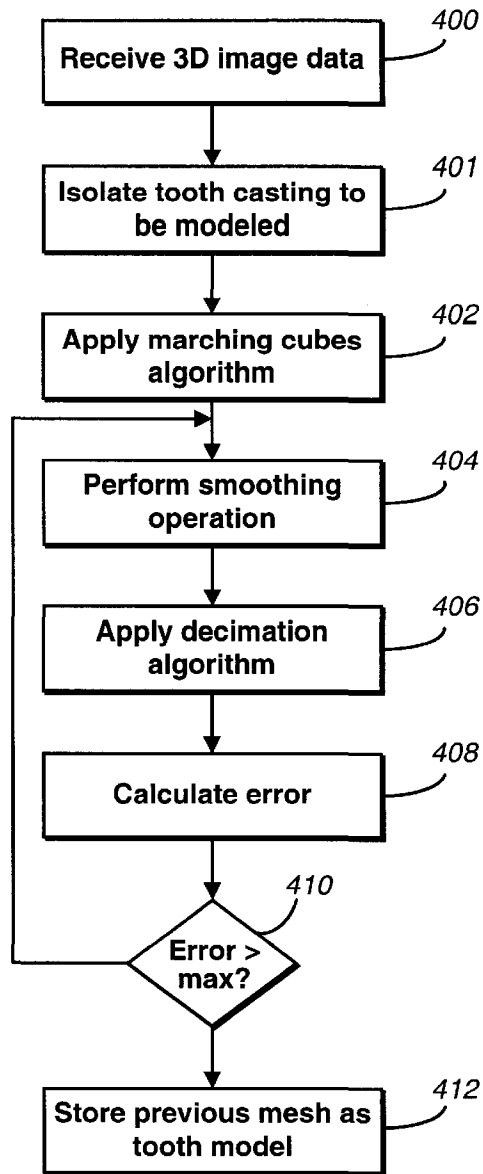 400
Receive 3D image data
401
Isolate tooth casting to
be modeled
402
Apply marching cubes
algorithm
404
Perform smoothing
operation
406
Apply decimation
algorithm
408
Calculate error
410
Error >
max?
412
Store previous mesh as
tooth model